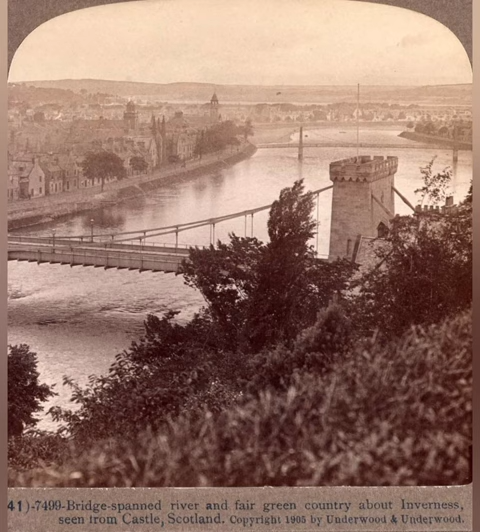 41)-7499-Bridge-spanned river and fair green country about Inverness,
seen from Castle, Scotland. Copyright 1905 by Underwood & Underwood.